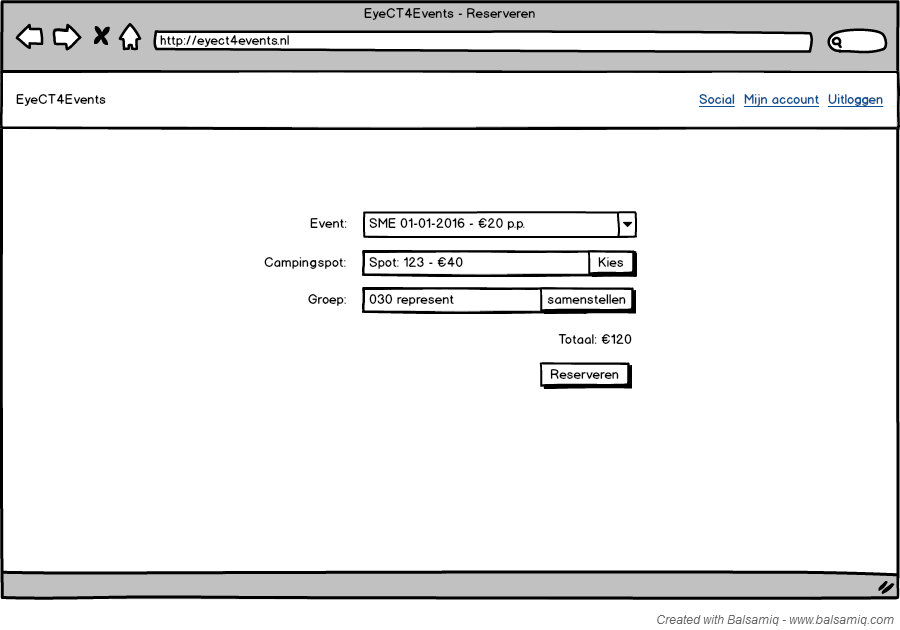 EyeCT4Events - Reserveren
http://eyect4events.nl
EyeCT4Events Social Mijn account Uitloggen
Event: SME 01-01-2016 - €20 p.p.
Campingspot: Spot: 123 - €40 Kies
Groep: 030 represent samenstellen
Totaal: €120
Reserveren
Created with Balsamiq - www.balsamiq.com